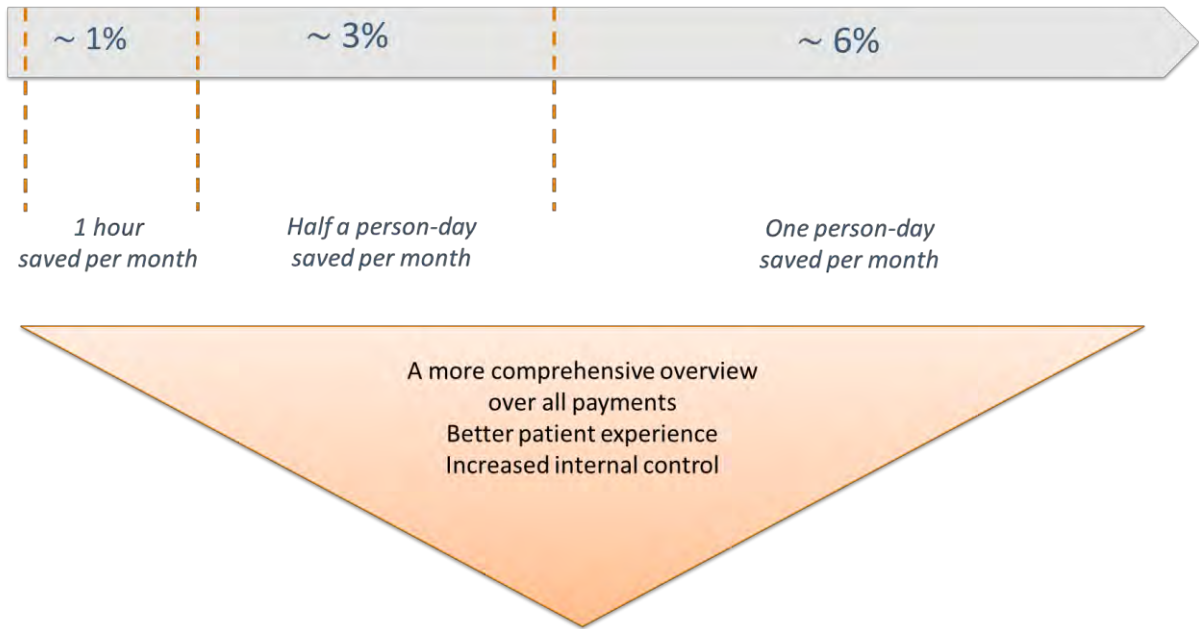 ~ 1%
~ 3%
~ 6%
1 hour
saved per month
Half a person-day
saved per month
One person-day
saved per month
A more comprehensive overview
over all payments
Better patient experience
Increased internal control